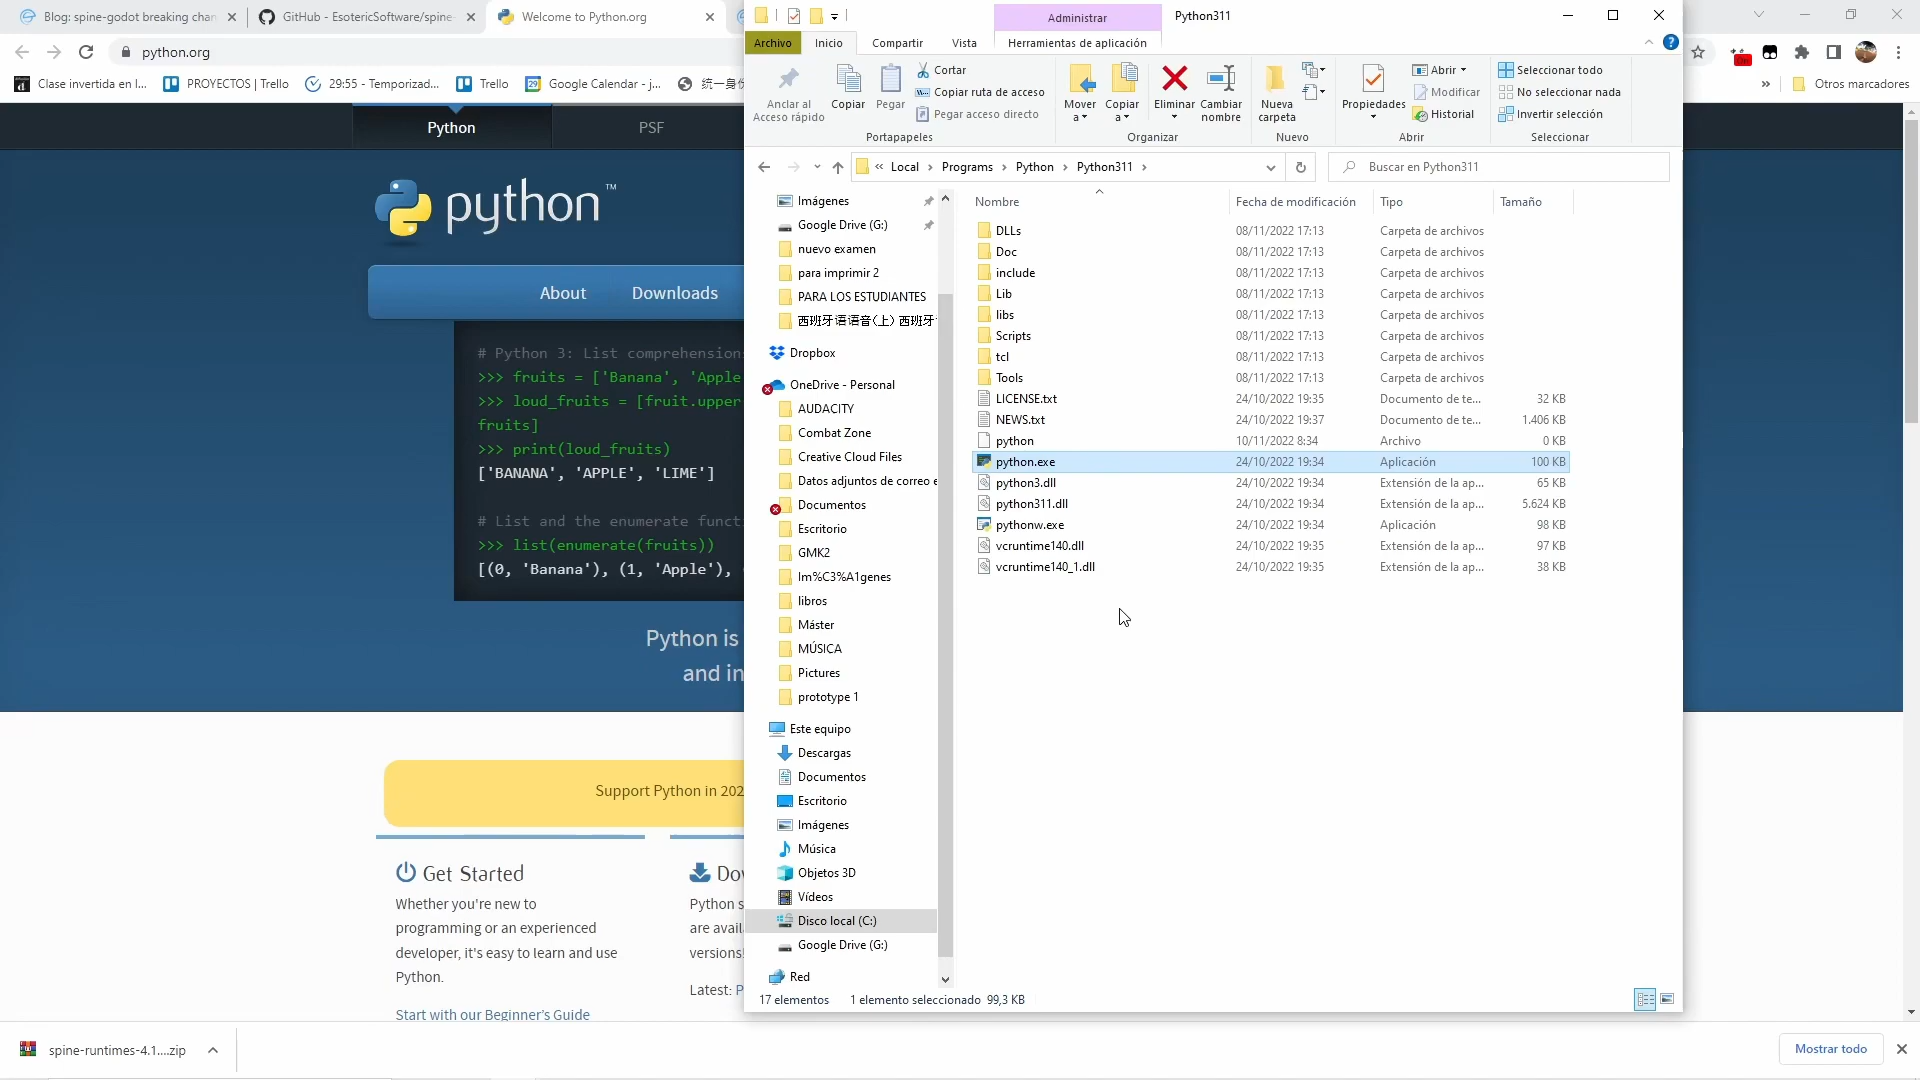 Blog: spine-godot breaking chan
GitHub - EsotericSoftware/spine-
Welcome to Python.org
python.org
Clase invertida en l...
PROYECTOS | Trello
29:55 - Temporizad...
Trello
Google Calendar - j...
统一身份
On
»
Otros marcadores
Python
PSF
python™
About
Downloads
# Python 3: List comprehension
>>> fruits = ['Banana', 'Apple
>>> loud_fruits = [fruit.upper
fruits]
>>> print(loud_fruits)
['BANANA', 'APPLE', 'LIME']
# List and the enumerate functi
>>> list(enumerate(fruits))
[(0, 'Banana'), (1, 'Apple'),
Python is
and in
Support Python in 202
Get Started
Whether you're new to
programming or an experienced
developer, it's easy to learn and use
Python.
Start with our Beginner's Guide
Dov
Python s
are avail
versions!
Latest: P
Administrar
Python311
Archivo
Inicio
Compartir
Vista
Herramientas de aplicación
Anclar al
Acceso rápido
Copiar
Pegar
Cortar
Copiar ruta de acceso
Pegar acceso directo
Portapapeles
Mover
a
Copiar
a
Eliminar
Cambiar
nombre
Organizar
Nueva
carpeta
Nuevo
Propiedades
Abrir
Modificar
Historial
Abrir
Seleccionar todo
No seleccionar nada
Invertir selección
Seleccionar
« Local › Programs › Python › Python311 ›
Buscar en Python311
Imágenes
Google Drive (G:)
nuevo examen
para imprimir 2
PARA LOS ESTUDIANTES
西班牙语语音(上) 西班牙
Dropbox
OneDrive - Personal
AUDACITY
Combat Zone
Creative Cloud Files
Datos adjuntos de correo e
Documentos
Escritorio
GMK2
Im%C3%A1genes
libros
Máster
MÚSICA
Pictures
prototype 1
Este equipo
Descargas
Documentos
Escritorio
Imágenes
Música
Objetos 3D
Vídeos
Disco local (C:)
Google Drive (G:)
Red
Nombre Fecha de modificación Tipo Tamaño
DLLs 08/11/2022 17:13 Carpeta de archivos
Doc 08/11/2022 17:13 Carpeta de archivos
include 08/11/2022 17:13 Carpeta de archivos
Lib 08/11/2022 17:13 Carpeta de archivos
libs 08/11/2022 17:13 Carpeta de archivos
Scripts 08/11/2022 17:13 Carpeta de archivos
tcl 08/11/2022 17:13 Carpeta de archivos
Tools 08/11/2022 17:13 Carpeta de archivos
LICENSE.txt 24/10/2022 19:35 Documento de te... 32 KB
NEWS.txt 24/10/2022 19:37 Documento de te... 1.406 KB
python 10/11/2022 8:34 Archivo 0 KB
python.exe 24/10/2022 19:34 Aplicación 100 KB
python3.dll 24/10/2022 19:34 Extensión de la ap... 65 KB
python311.dll 24/10/2022 19:34 Extensión de la ap... 5.624 KB
pythonw.exe 24/10/2022 19:34 Aplicación 98 KB
vcruntime140.dll 24/10/2022 19:35 Extensión de la ap... 97 KB
vcruntime140_1.dll 24/10/2022 19:35 Extensión de la ap... 38 KB
17 elementos 1 elemento seleccionado 99,3 KB
spine-runtimes-4.1....zip
Mostrar todo